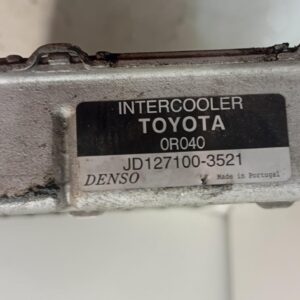 INTERCOOLER
TOYOTA
0R040
JD127100-3521
DENSO Made in Portugal